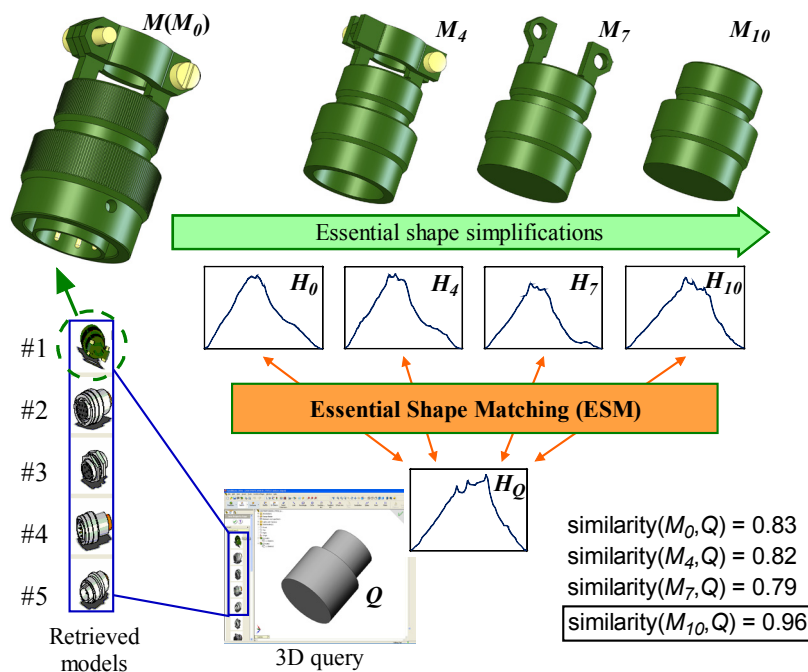 M(M0)
M4
M7
M10
Essential shape simplifications
H0
H4
H7
H10
#1
#2
#3
#4
#5
Essential Shape Matching (ESM)
HQ
Q
Retrieved
models
3D query
similarity(M0,Q) = 0.83
similarity(M4,Q) = 0.82
similarity(M7,Q) = 0.79
similarity(M10,Q) = 0.96